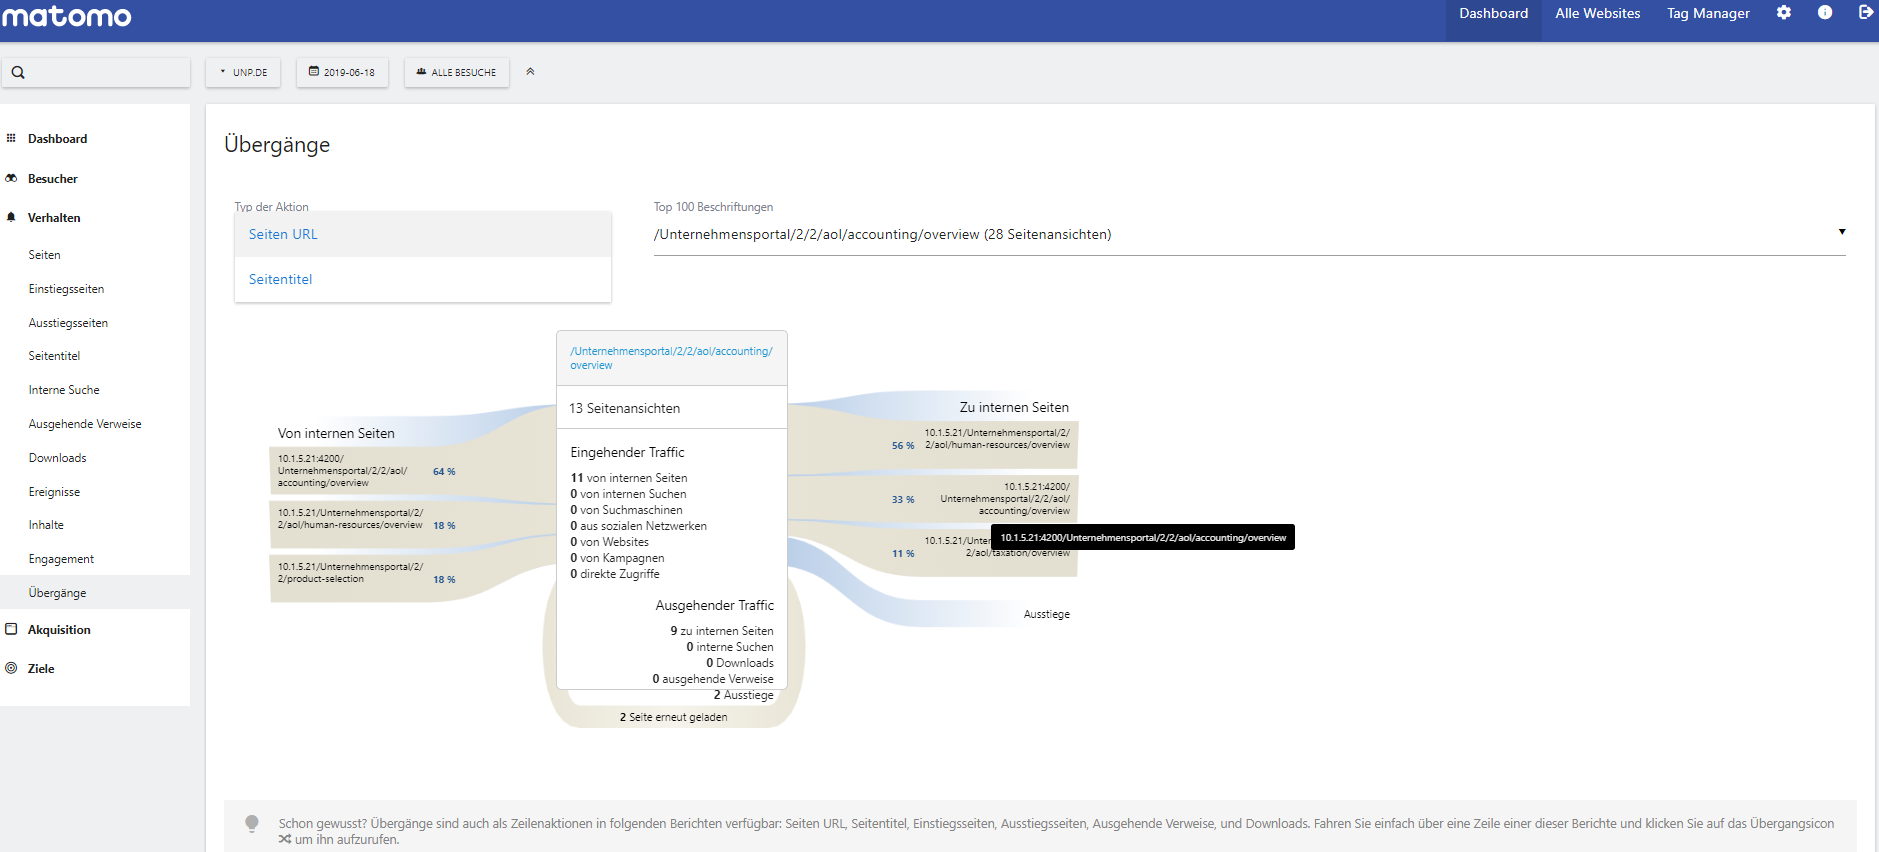 matomo
Dashboard
Alle Websites
Tag Manager
UNP.DE
2019-06-18
ALLE BESUCHE
Dashboard
Besucher
Verhalten
Seiten
Einstiegsseiten
Ausstiegsseiten
Seitentitel
Interne Suche
Ausgehende Verweise
Downloads
Ereignisse
Inhalte
Engagement
Übergänge
Akquisition
Ziele
Übergänge
Typ der Aktion
Seiten URL
Seitentitel
Top 100 Beschriftungen
/Unternehmensportal/2/2/aol/accounting/overview (28 Seitenansichten)
Von internen Seiten
10.1.5.21:4200/
Unternehmensportal/2/2/aol/
accounting/overview
64 %
10.1.5.21/Unternehmensportal/2/
2/aol/human-resources/overview
18 %
10.1.5.21/Unternehmensportal/2/
2/product-selection
18 %
/Unternehmensportal/2/2/aol/accounting/
overview
13 Seitenansichten
Eingehender Traffic
11 von internen Seiten
0 von internen Suchen
0 von Suchmaschinen
0 aus sozialen Netzwerken
0 von Websites
0 von Kampagnen
0 direkte Zugriffe
Ausgehender Traffic
9 zu internen Seiten
0 interne Suchen
0 Downloads
0 ausgehende Verweise
2 Ausstiege
2 Seite erneut geladen
Zu internen Seiten
56 %
10.1.5.21/Unternehmensportal/2/
2/aol/human-resources/overview
33 %
10.1.5.21:4200/
Unternehmensportal/2/2/aol/
accounting/overview
11 %
10.1.5.21/Un
2/aol/taxation/overview
10.1.5.21:4200/Unternehmensportal/2/2/aol/accounting/overview
Ausstiege
Schon gewusst? Übergänge sind auch als Zeilenaktionen in folgenden Berichten verfügbar: Seiten URL, Seitentitel, Einstiegsseiten, Ausstiegsseiten, Ausgehende Verweise, und Downloads. Fahren Sie einfach über eine Zeile einer dieser Berichte und klicken Sie auf das Übergangsicon
um ihn aufzurufen.